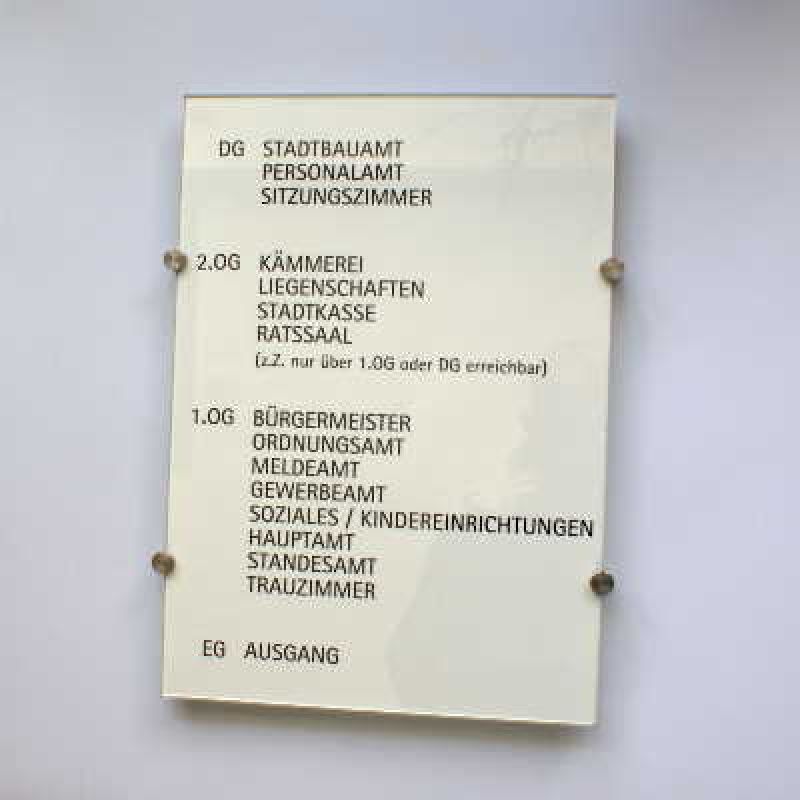 DG STADTBAUAMT
PERSONALAMT
SITZUNGSZIMMER
2.OG KÄMMEREI
LIEGENSCHAFTEN
STADTKASSE
RATSSAAL
(z.Z. nur über 1.OG oder DG erreichbar)
1.OG BÜRGERMEISTER
ORDNUNGSAMT
MELDEAMT
GEWERBEAMT
SOZIALES / KINDEREINRICHTUNGEN
HAUPTAMT
STANDESAMT
TRAUZIMMER
EG AUSGANG